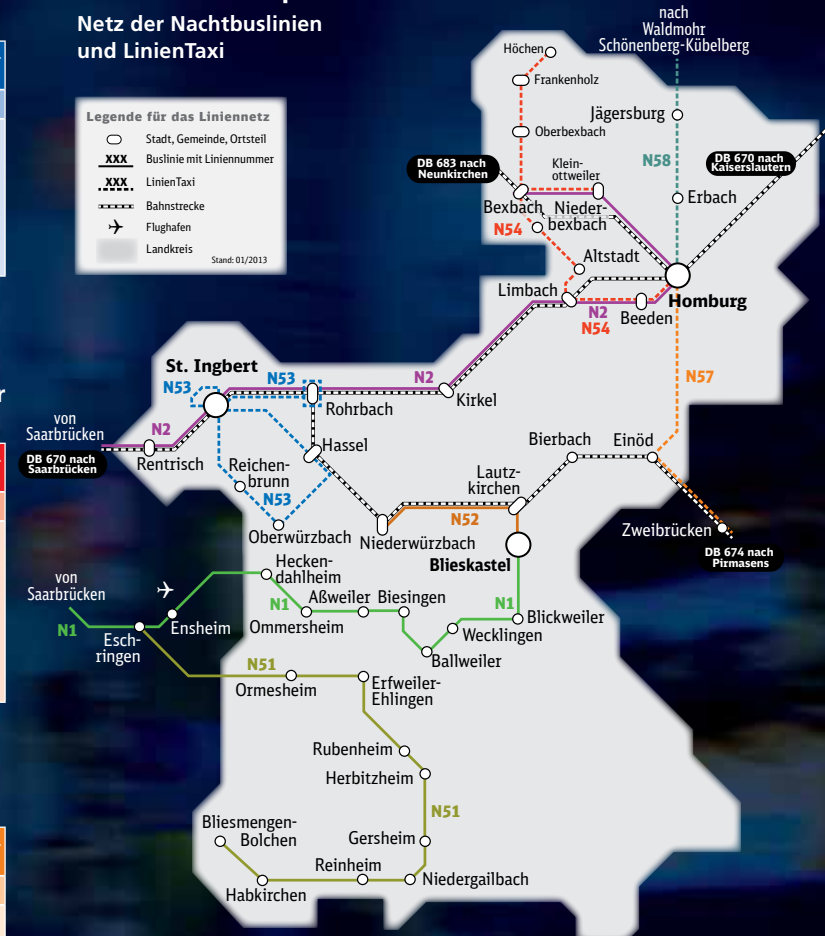 Netz der Nachtbuslinien
und LinienTaxi
Legende für das Liniennetz
Stadt, Gemeinde, Ortsteil
XXX Buslinie mit Liniennummer
XXX LinienTaxi
Bahnstrecke
Flughafen
Landkreis
Stand: 01/2013
nach
Waldmohr
Schönenberg-Kübelberg
Höchen
Frankenholz
Oberbexbach
Jägersburg
N58
DB 683 nach
Neunkirchen
Klein-
ottweiler
DB 670 nach
Kaiserslautern
Bexbach
Nieder-
bexbach
Erbach
N54
Altstadt
Limbach
Homburg
N2
N54
Beeden
St. Ingbert
N53
N53
N2
N57
Rohrbach
Kirkel
von
Saarbrücken
N2
DB 670 nach
Saarbrücken
Rentrisch
Hassel
Reichen-
brunn
N53
Oberwürzbach
Bierbach
Einöd
Lautz-
kirchen
N52
Niederwürzbach
Zweibrücken
DB 674 nach
Pirmasens
Blieskastel
Hecken-
dahlheim
von
Saarbrücken
N1
Aßweiler
Biesingen
N1
Blickweiler
N1
Esch-
ringen
Ensheim
Ommersheim
Wecklingen
Ballweiler
N51
Ormesheim
Erfweiler-
Ehlingen
Rubenheim
Herbitzheim
N51
Bliesmengen-
Bolchen
Gersheim
Reinheim
Niedergailbach
Habkirchen